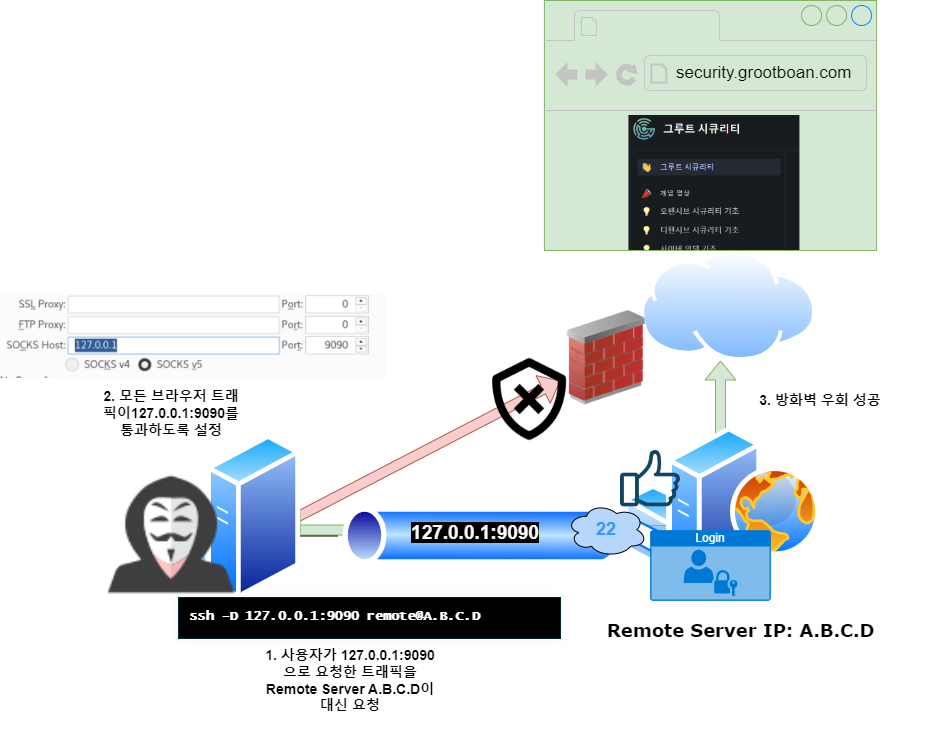 security.grootboan.com
그루트 시큐리티
그루트 시큐리티
개념 영상
오펜시브 시큐리티 기초
디펜시브 시큐리티 기초
SSL Proxy:
Port:
0
FTP Proxy:
Port:
0
SOCKS Host:
127.0.0.1
Port:
9090
SOCKS v4
SOCKS v5
2. 모든 브라우저 트래
픽이127.0.0.1:9090를
통과하도록 설정
3. 방화벽 우회 성공
127.0.0.1:9090
22
Login
ssh -D 127.0.0.1:9090 remote@A.B.C.D
Remote Server IP: A.B.C.D
1. 사용자가 127.0.0.1:9090
으로 요청한 트래픽을
Remote Server A.B.C.D이
대신 요청